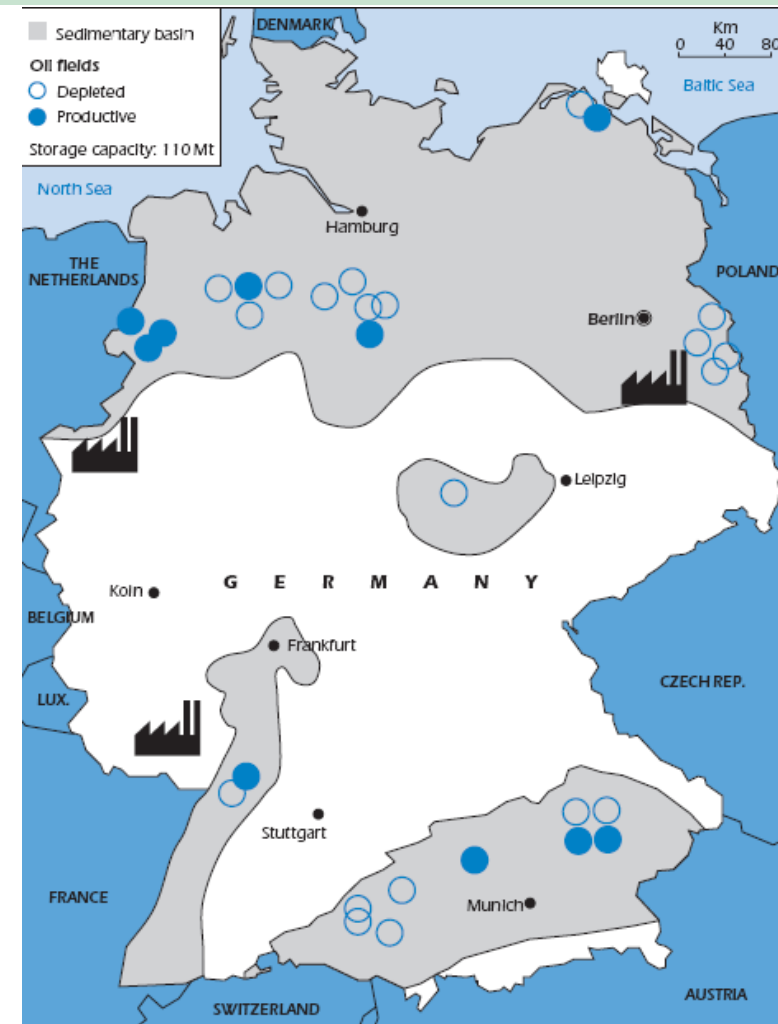 DENMARK
Sedimentary basin
Oil fields
Depleted
Productive
Storage capacity: 110 Mt
Km
0 40 80
Baltic Sea
North Sea
Hamburg
THE
NETHERLANDS
POLAND
Berlin
Leipzig
GERMANY
Koln
BELGIUM
Frankfurt
LUX.
CZECH REP.
Stuttgart
FRANCE
Munich
AUSTRIA
SWITZERLAND